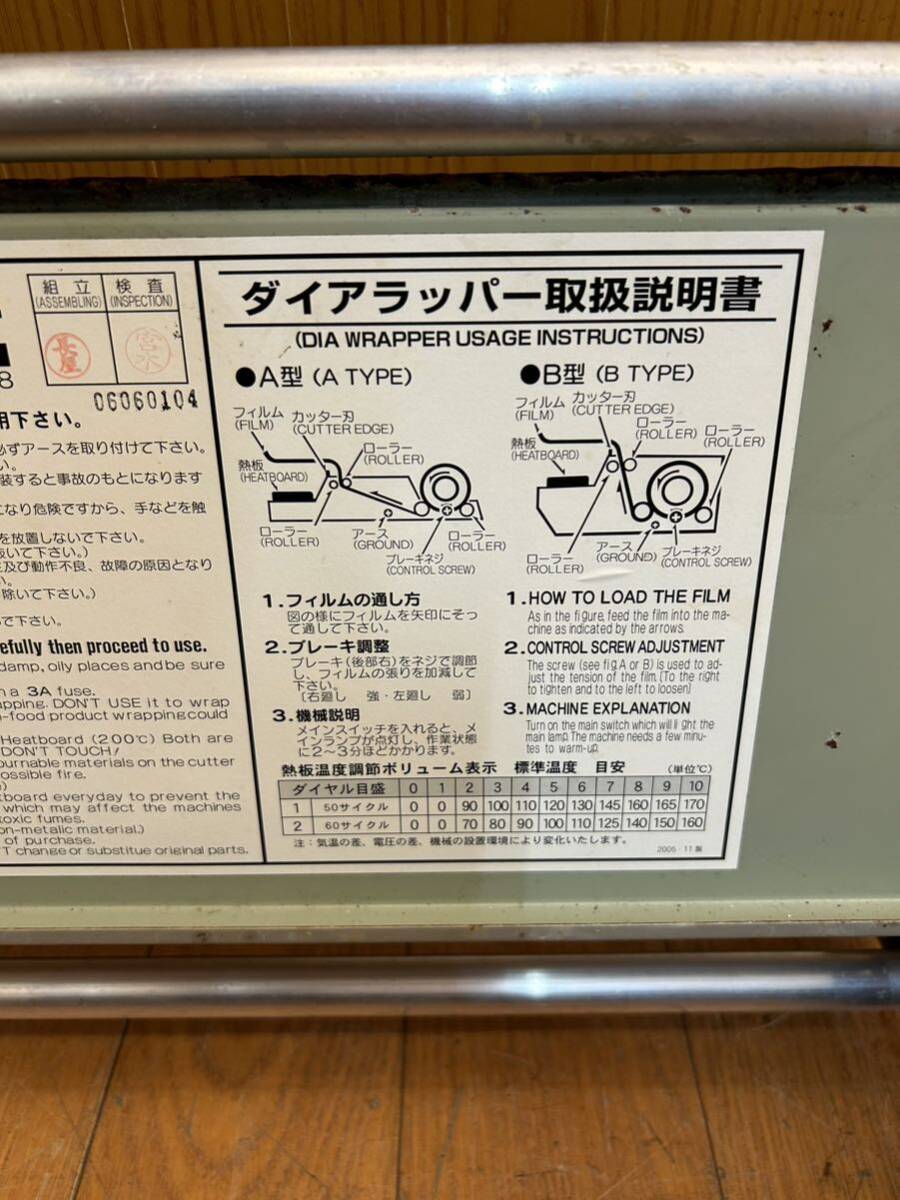 組立 検査
(ASSEMBLING) (INSPECTION)
長屋 宮水
8
06060104
用下さい。
必ずアースを取り付けて下さい。
い。
装すると事故のもとになります
になり危険ですから、手などを触
を放置しないで下さい。
抜いて下さい。)
E及び動作不良、故障の原因となり
除いて下さい。)
で下さい。
efully then proceed to use.
damp, oily places and be sure
n a 3A fuse.
apping. DON'T USE it to wrap
-food product wrapping could
Heatboard (200℃) Both are
DON'T TOUCH!
burnable materials on the cutter
ossible fire.
board everyday to prevent the
which may affect the machines
oxic fumes.
on-metallic material.)
of purchase.
T change or substitue original parts.
ダイアラッパー取扱説明書
(DIA WRAPPER USAGE INSTRUCTIONS)
●A型 (A TYPE)
フィルム
(FILM)
カッター刃
(CUTTER EDGE)
ローラー
(ROLLER)
熱板
(HEATBOARD)
ローラー
(ROLLER)
アース
(GROUND)
ローラー
(ROLLER)
ブレーキネジ
(CONTROL SCREW)
●B型 (B TYPE)
フィルム
(FILM)
カッター刃
(CUTTER EDGE)
ローラー
(ROLLER)
ローラー
(ROLLER)
熱板
(HEATBOARD)
ローラー
(ROLLER)
アース
(GROUND)
ブレーキネジ
(CONTROL SCREW)
1.フィルムの通し方
図の様にフィルムを矢印にそっ
て通して下さい。
2.ブレーキ調整
ブレーキ(後部右)をネジで調節
し、フィルムの張りを加減して
下さい。
〔右廻し 強・左廻し 弱〕
3.機械説明
メインスイッチを入れると、メ
インランプが点灯し、作業状態
に2〜3分ほどかかります。
1.HOW TO LOAD THE FILM
As in the figure, feed the film into the ma-
chine as indicated by the arrows.
2.CONTROL SCREW ADJUSTMENT
The screw (see fig.A or B) is used to ad-
just the tension of the film. (To the right
to tighten and to the left to loosen)
3.MACHINE EXPLANATION
Turn on the main switch which will ight the
main lamp. The machine needs a few minu-
tes to warm-up.
熱板温度調節ボリューム表示 標準温度 目安 (単位℃)
ダイヤル目盛 0 1 2 3 4 5 6 7 8 9 10
1 50サイクル 0 0 90 100 110 120 130 145 160 165 170
2 60サイクル 0 0 70 80 90 100 110 125 140 150 160
注：気温の差、電圧の差、機械の設置環境により変化いたします。
2005・11製